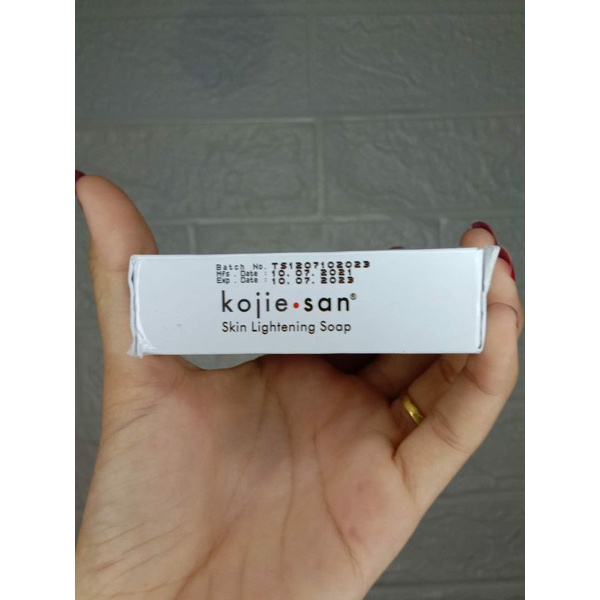 Batch No. TS1207102023
Mfg. Date : 10.07.2021
Exp. Date : 10.07.2023
kojie•san®
Skin Lightening Soap